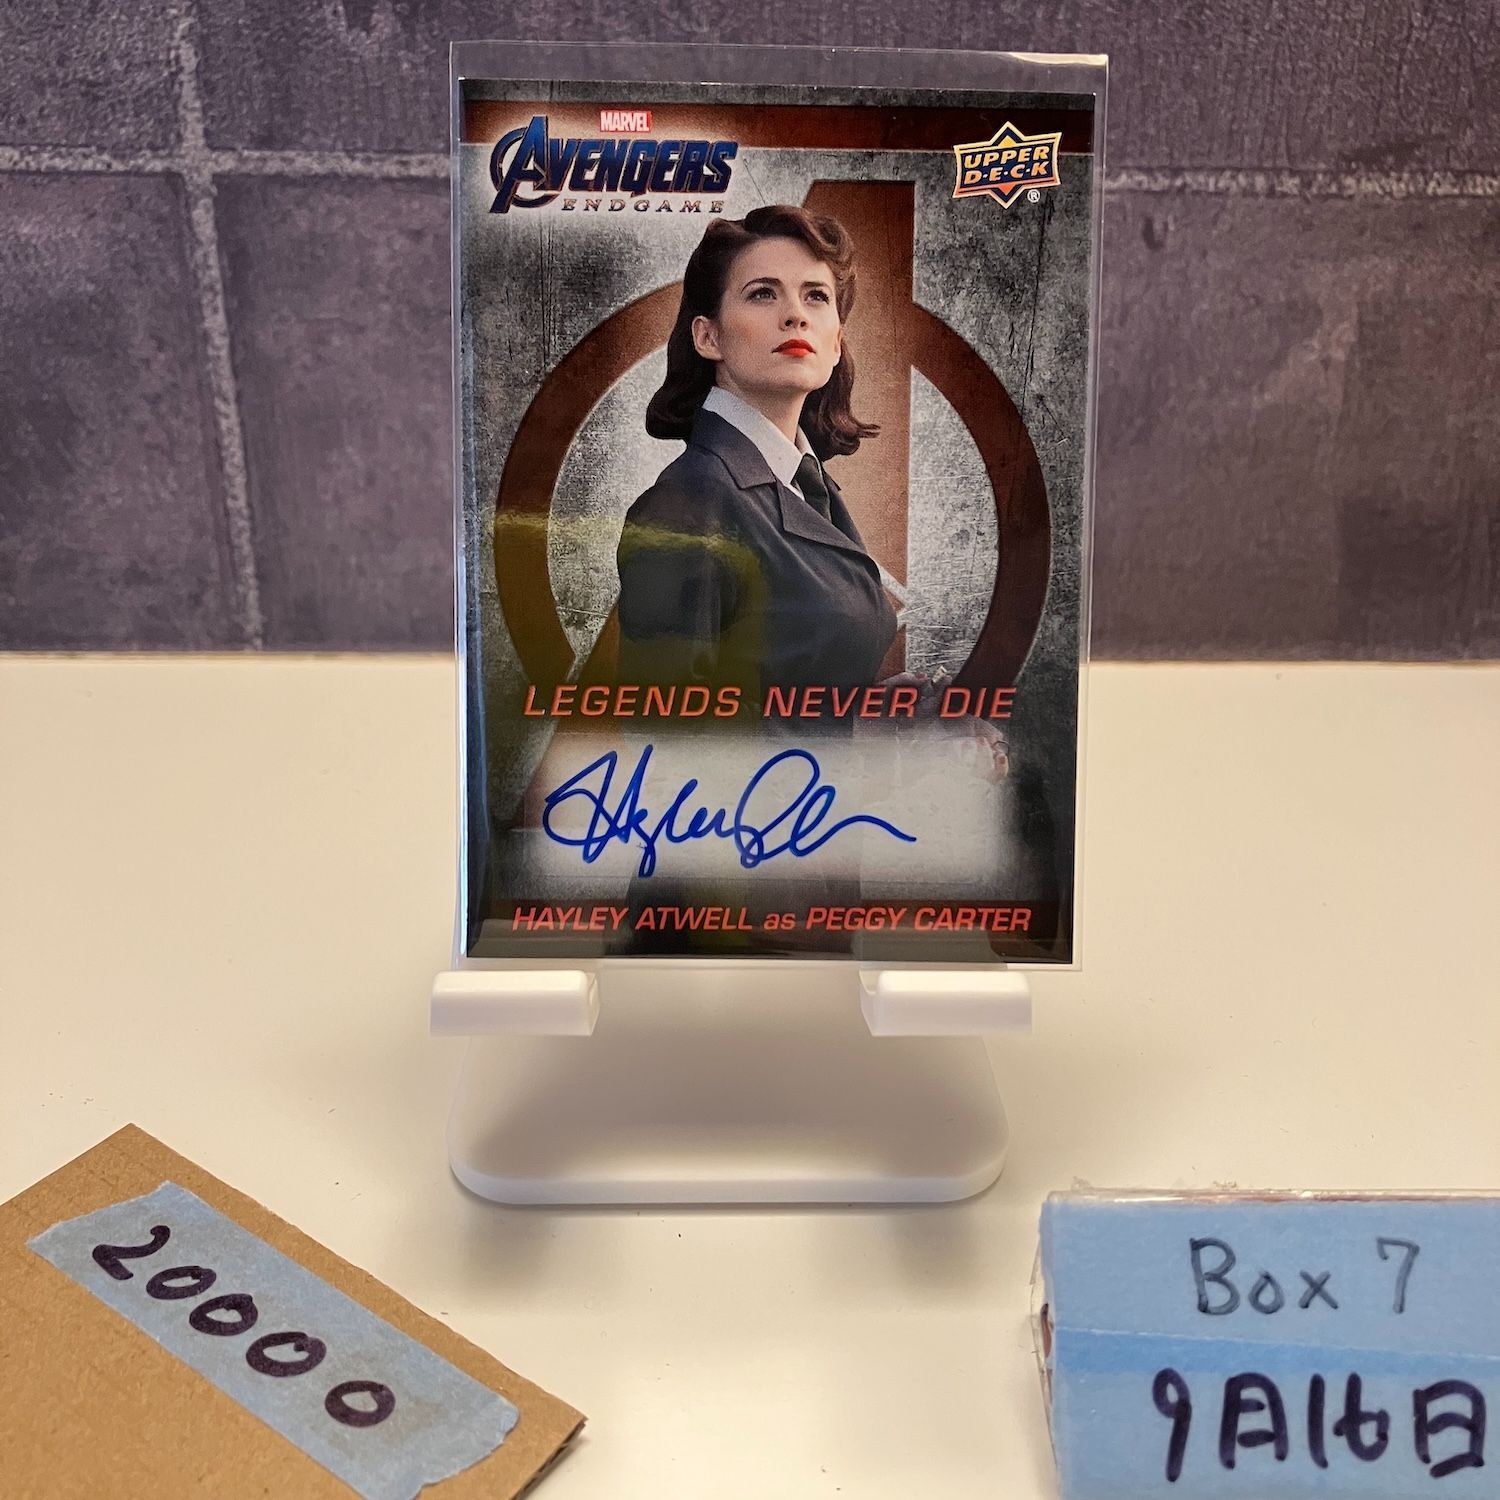 MARVEL
AVENGERS
ENDGAME
UPPER
D·E·C·K
®
LEGENDS NEVER DIE
HAYLEY ATWELL as PEGGY CARTER
20000
Box 7
9月16日